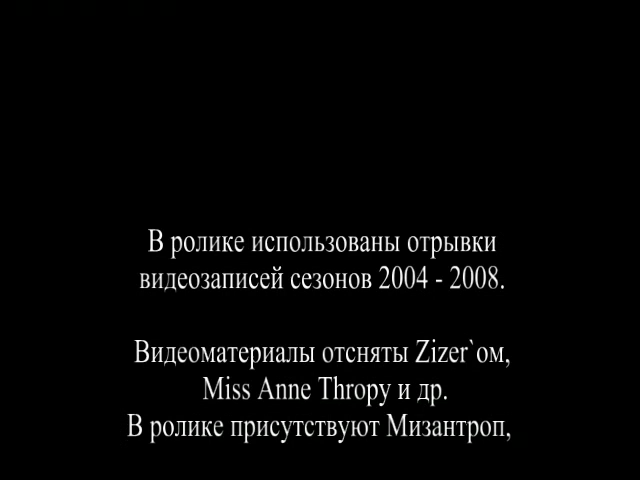 В ролике использованы отрывки
видеозаписей сезонов 2004 - 2008.
Видеоматериалы отсняты Zizer`ом,
Miss Anne Thropy и др.
В ролике присутствуют Мизантроп,